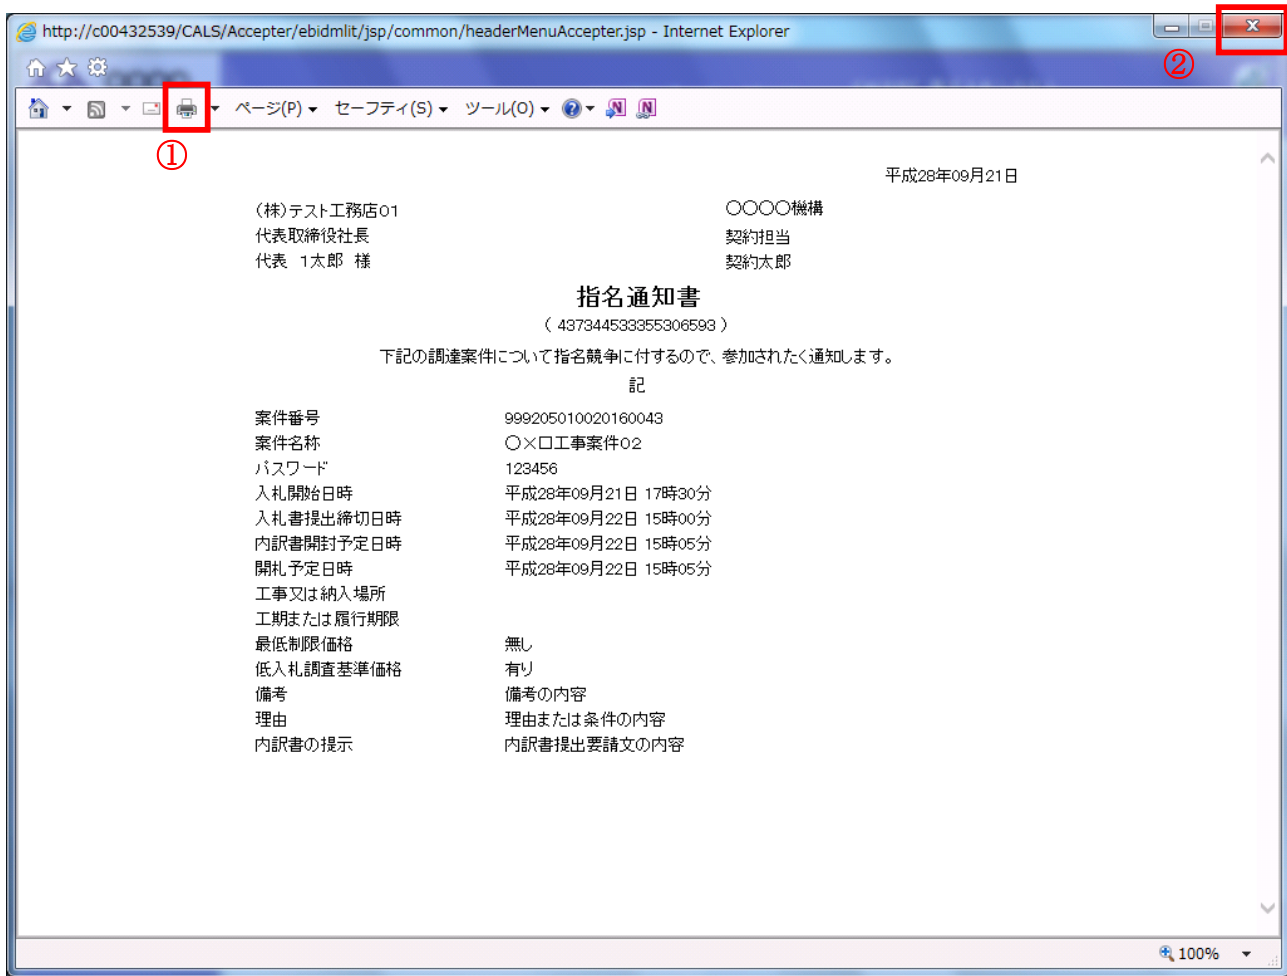 http://c00432539/CALS/Accepter/ebidmlit/jsp/common/headerMenuAccepter.jsp - Internet Explorer
②
ページ(P) セーフティ(S) ツール(O)
①
平成28年09月21日
(株)テスト工務店01
代表取締役社長
代表 1太郎 様
〇〇〇〇機構
契約担当
契約太郎
指名通知書
( 437344533355306593 )
下記の調達案件について指名競争に付するので、参加されたく通知します。
記
案件番号 999205010020160043
案件名称 〇×口工事案件02
パスワード 123456
入札開始日時 平成28年09月21日 17時30分
入札書提出締切日時 平成28年09月22日 15時00分
内訳書開封予定日時 平成28年09月22日 15時05分
開札予定日時 平成28年09月22日 15時05分
工事又は納入場所
工期または履行期限
最低制限価格 無し
低入札調査基準価格 有り
備考 備考の内容
理由 理由または条件の内容
内訳書の提示 内訳書提出要請文の内容
100%